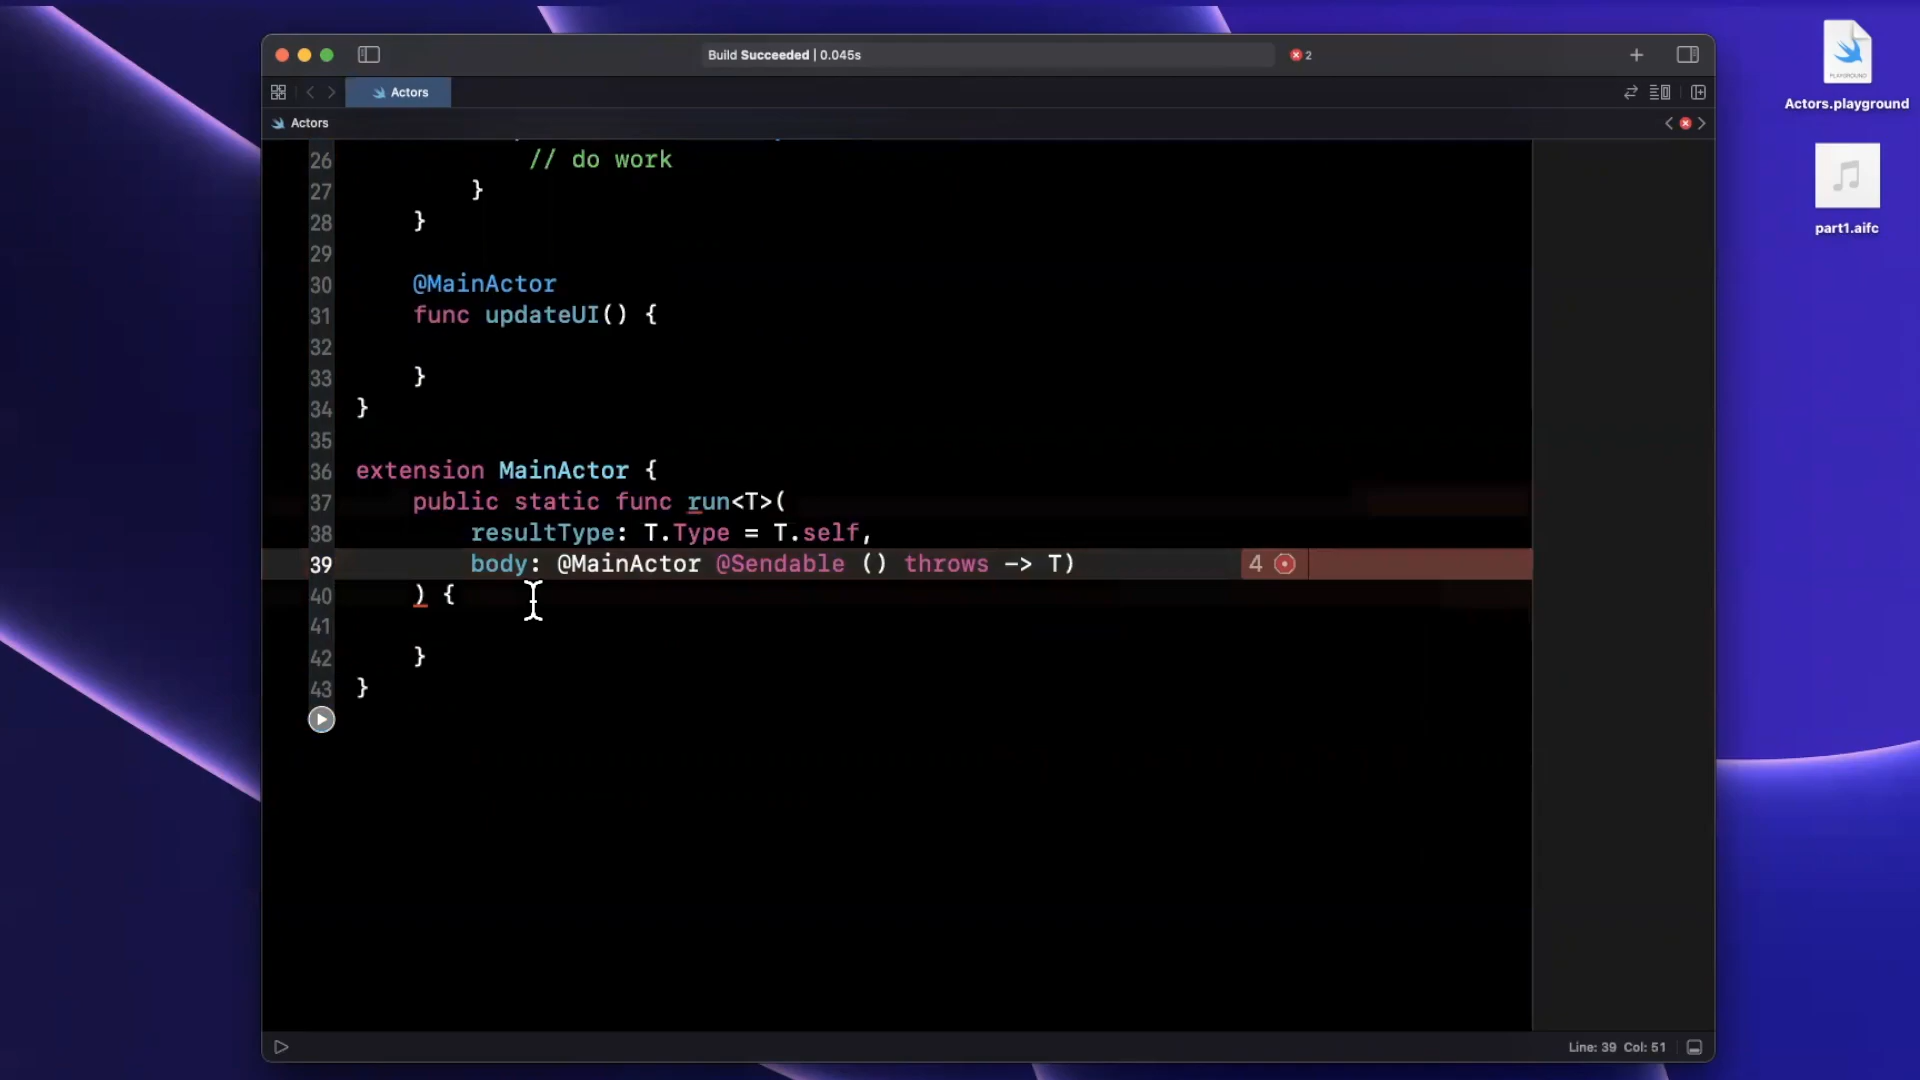 Build Succeeded | 0.045s
2
Actors
Actors
26 // do work
27 }
28 }
29
30 @MainActor
31 func updateUI() {
32
33 }
34 }
35
36 extension MainActor {
37 public static func run<T>(
38 resultType: T.Type = T.self,
39 body: @MainActor @Sendable () throws -> T) 4
40 ) {
41
42 }
43 }
Line: 39 Col: 51
PLAYGROUND
Actors.playground
part1.aifc